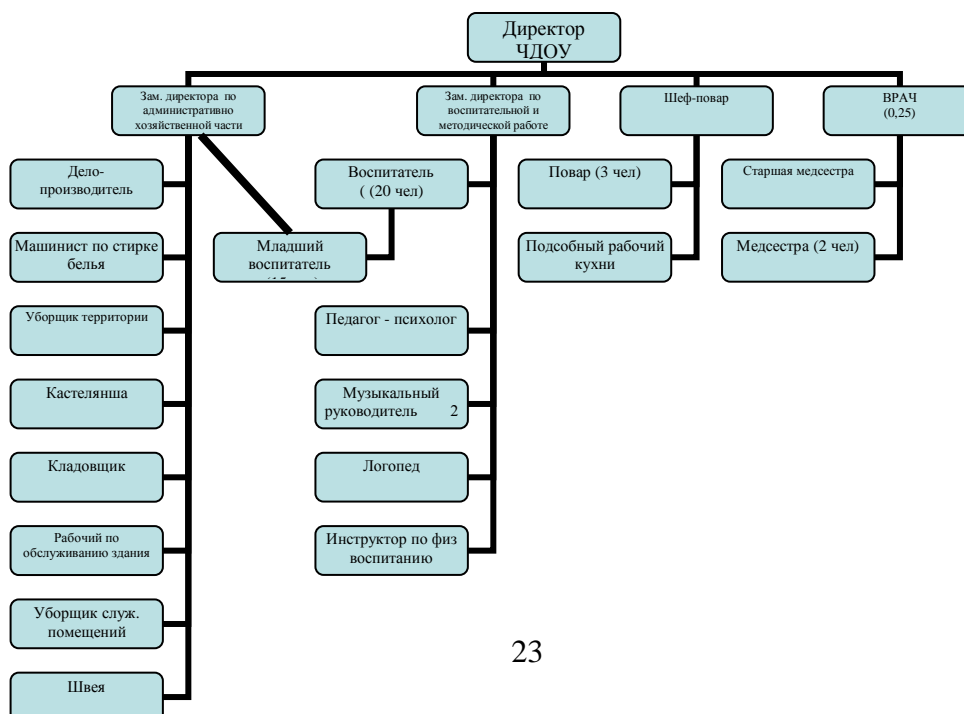 Директор
ЧДОУ
Зам. директора по
административно
хозяйственной части
Зам. директора по
воспитательной и
методической работе
Шеф-повар
ВРАЧ
(0,25)
Дело-
производитель
Воспитатель
( (20 чел)
Повар (3 чел)
Старшая медсестра
Машинист по стирке
белья
Младший
воспитатель
Подсобный рабочий
кухни
Медсестра (2 чел)
Уборщик территории
Педагог - психолог
Кастелянша
Музыкальный
руководитель 2
Кладовщик
Логопед
Рабочий по
обслуживанию здания
Инструктор по физ
воспитанию
Уборщик служ.
помещений
Швея
23